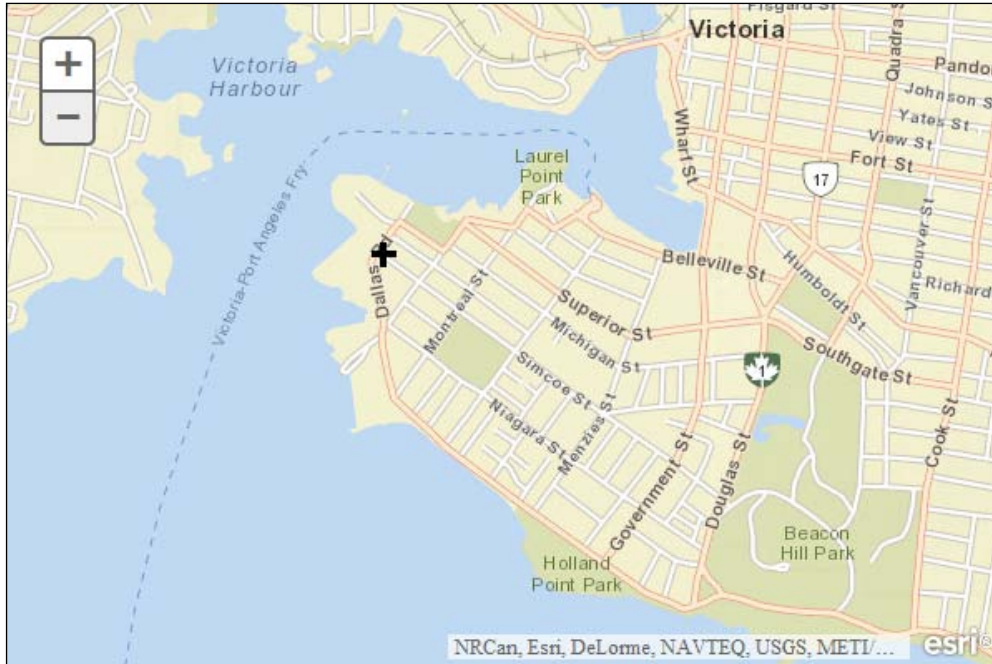 Fisgard St
Victoria
Quadra S
Victoria
Harbour
Pando
Johnson S
Yates St
View St
Fort St
Wharf St
17
Laurel
Point
Park
Victoria-Port Angeles Fry
Vancouver St
Dallas
Belleville St
Humboldt St
Richard
Montreal St
Superior St
Michigan St
Southgate St
1
Simcoe St
Niagara St
Menzies St
Government St
Douglas St
Cook St
Beacon
Hill Park
Holland
Point Park
NRCan, Esri, DeLorme, NAVTEQ, USGS, METI/...
esri